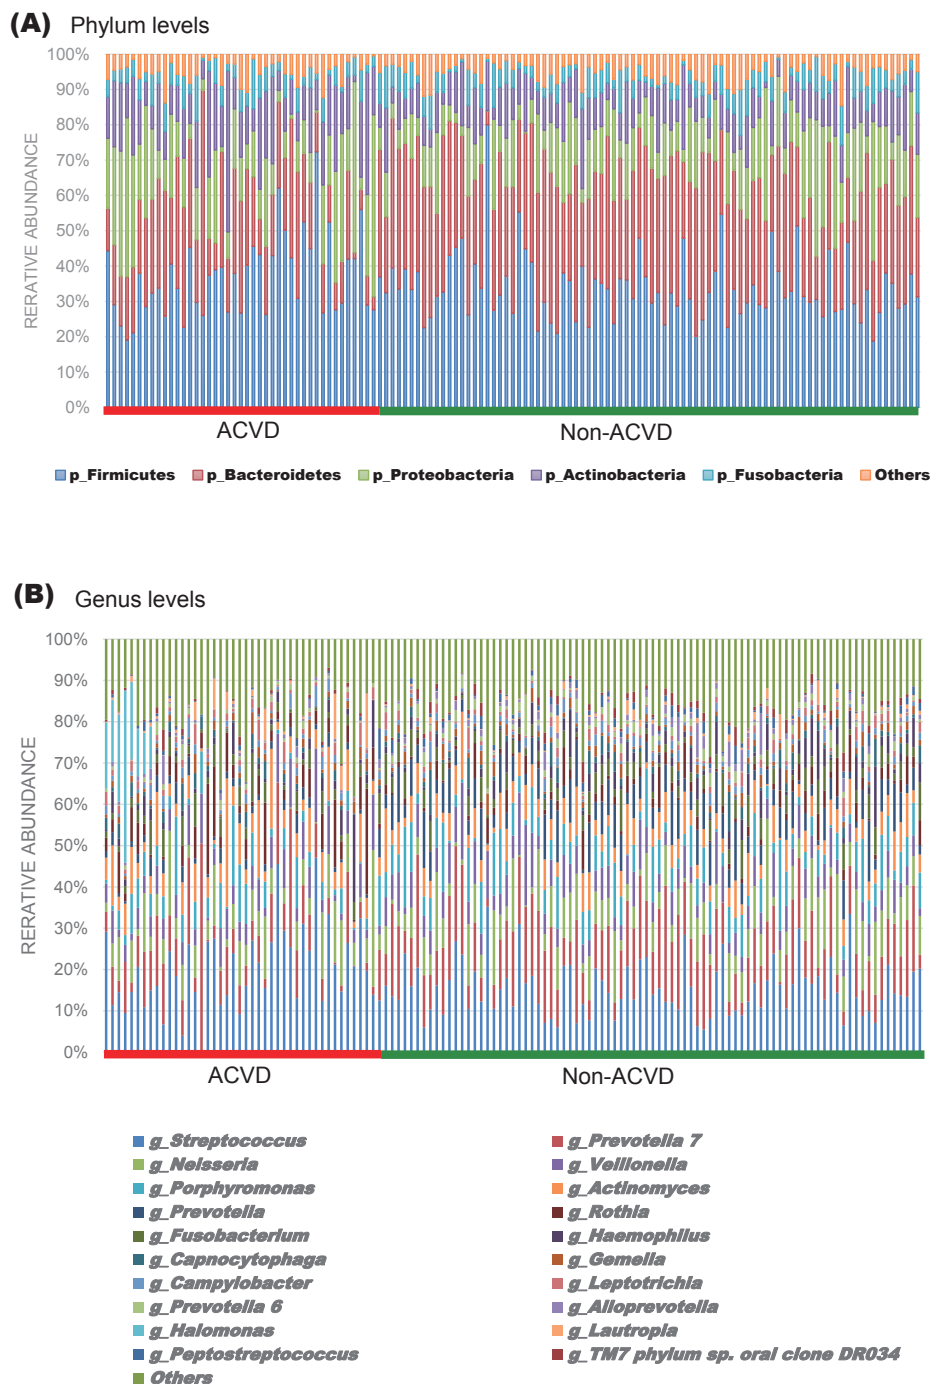 (A) Phylum levels
100%
90%
80%
70%
60%
50%
40%
30%
20%
10%
0%
RERATIVE ABUNDANCE
ACVD
Non-ACVD
p_Firmicutes p_Bacteroidetes p_Proteobacteria p_Actinobacteria p_Fusobacteria Others
(B) Genus levels
100%
90%
80%
70%
60%
50%
40%
30%
20%
10%
0%
RERATIVE ABUNDANCE
ACVD
Non-ACVD
g_Streptococcus g_Prevotella 7
g_Neisseria g_Veillonella
g_Porphyromonas g_Actinomyces
g_Prevotella g_Rothia
g_Fusobacterium g_Haemophilus
g_Capnocytophaga g_Gemella
g_Campylobacter g_Leptotrichia
g_Prevotella 6 g_Alloprevotella
g_Halomonas g_Lautropia
g_Peptostreptococcus g_TM7 phylum sp. oral clone DR034
Others